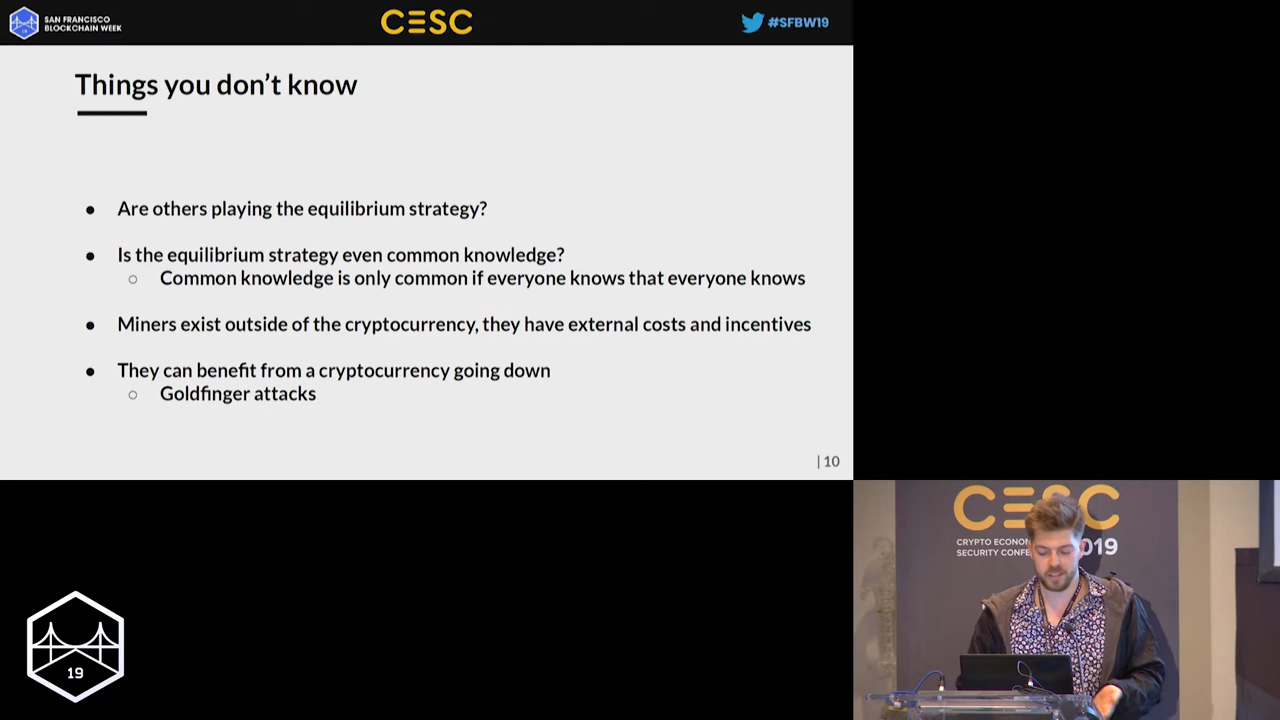 SAN FRANCISCO
BLOCKCHAIN WEEK
19
CESC
#SFBW19
Things you don’t know
● Are others playing the equilibrium strategy?
● Is the equilibrium strategy even common knowledge?
○ Common knowledge is only common if everyone knows that everyone knows
● Miners exist outside of the cryptocurrency, they have external costs and incentives
● They can benefit from a cryptocurrency going down
○ Goldfinger attacks
| 10
19
CESC
CRYPTO ECONO
SECURITY CONFE
019